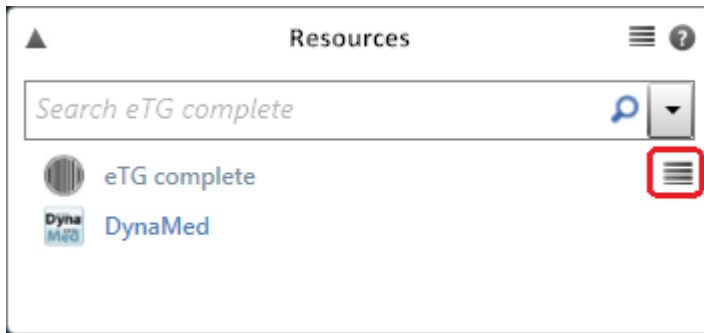 Resources
Search eTG complete
eTG complete
Dyna
Med
DynaMed